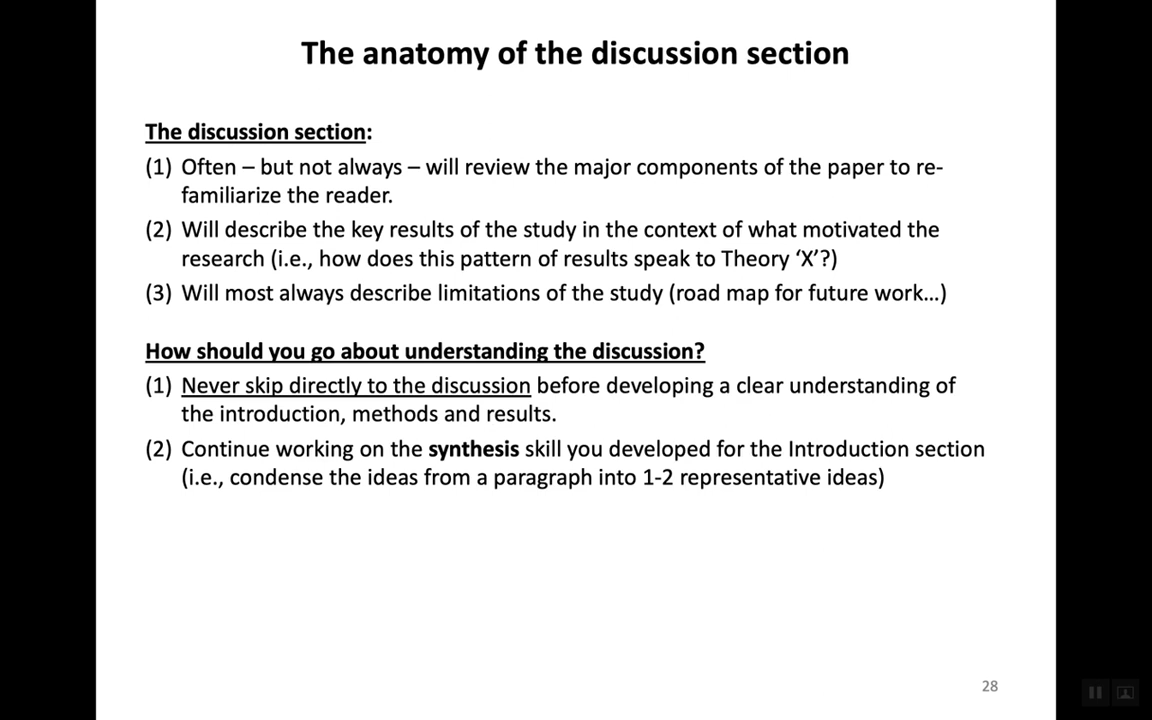 The anatomy of the discussion section
The discussion section:
(1) Often – but not always – will review the major components of the paper to re-
familiarize the reader.
(2) Will describe the key results of the study in the context of what motivated the
research (i.e., how does this pattern of results speak to Theory ‘X’?)
(3) Will most always describe limitations of the study (road map for future work…)
How should you go about understanding the discussion?
(1) Never skip directly to the discussion before developing a clear understanding of
the introduction, methods and results.
(2) Continue working on the synthesis skill you developed for the Introduction section
(i.e., condense the ideas from a paragraph into 1-2 representative ideas)
28